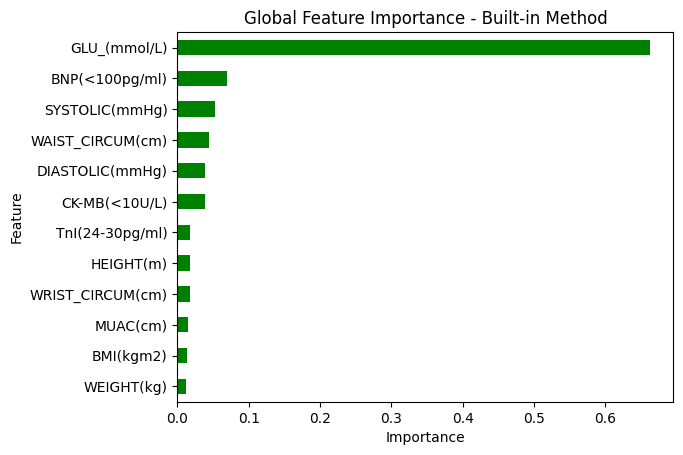 Global Feature Importance - Built-in Method
GLU_(mmol/L)
BNP(<100pg/ml)
SYSTOLIC(mmHg)
WAIST_CIRCUM(cm)
DIASTOLIC(mmHg)
CK-MB(<10U/L)
TnI(24-30pg/ml)
HEIGHT(m)
WRIST_CIRCUM(cm)
MUAC(cm)
BMI(kgm2)
WEIGHT(kg)
Feature
0.0 0.1 0.2 0.3 0.4 0.5 0.6
Importance